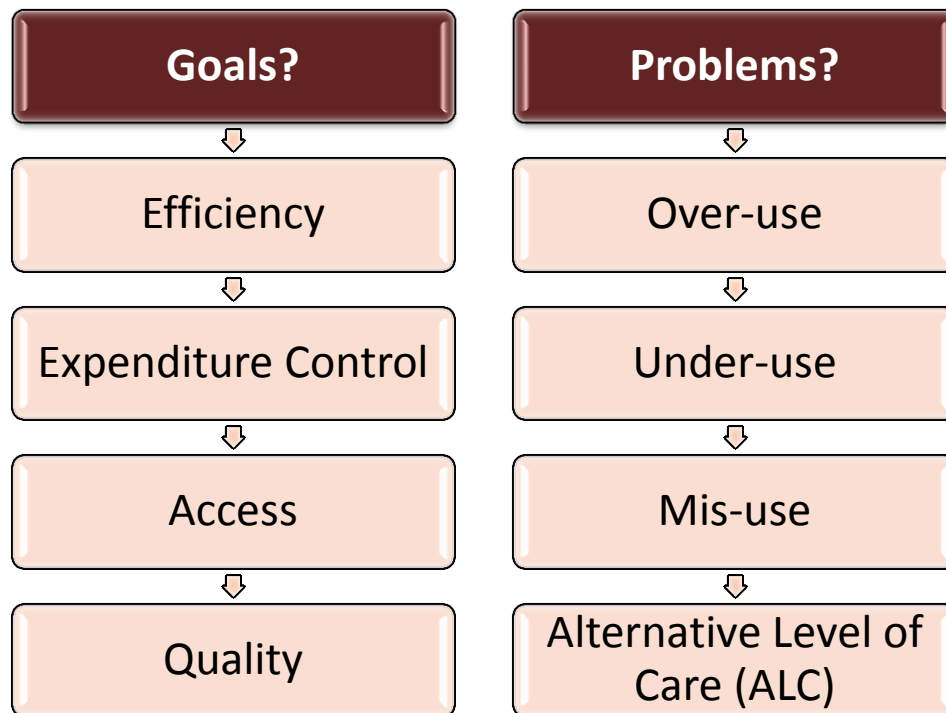 Goals?
Efficiency
Expenditure Control
Access
Quality
Problems?
Over-use
Under-use
Mis-use
Alternative Level of
Care (ALC)